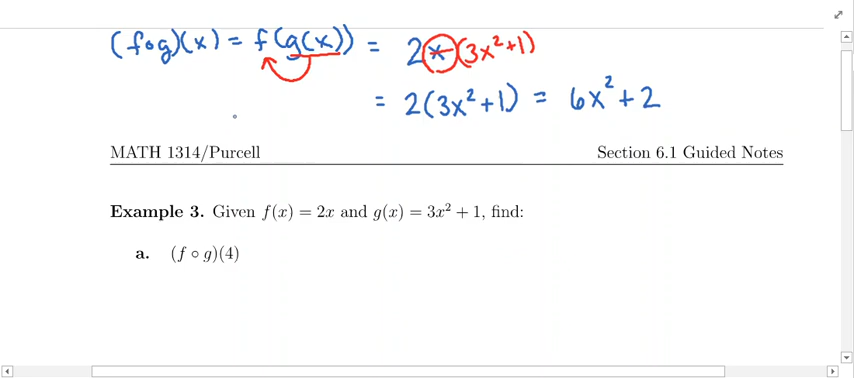 (f∘g)(x) = f(g(x)) = 2x(3x²+1)
= 2(3x²+1) = 6x²+2
MATH 1314/Purcell Section 6.1 Guided Notes
Example 3. Given f(x) = 2x and g(x) = 3x² + 1, find:
a. (f ∘ g)(4)